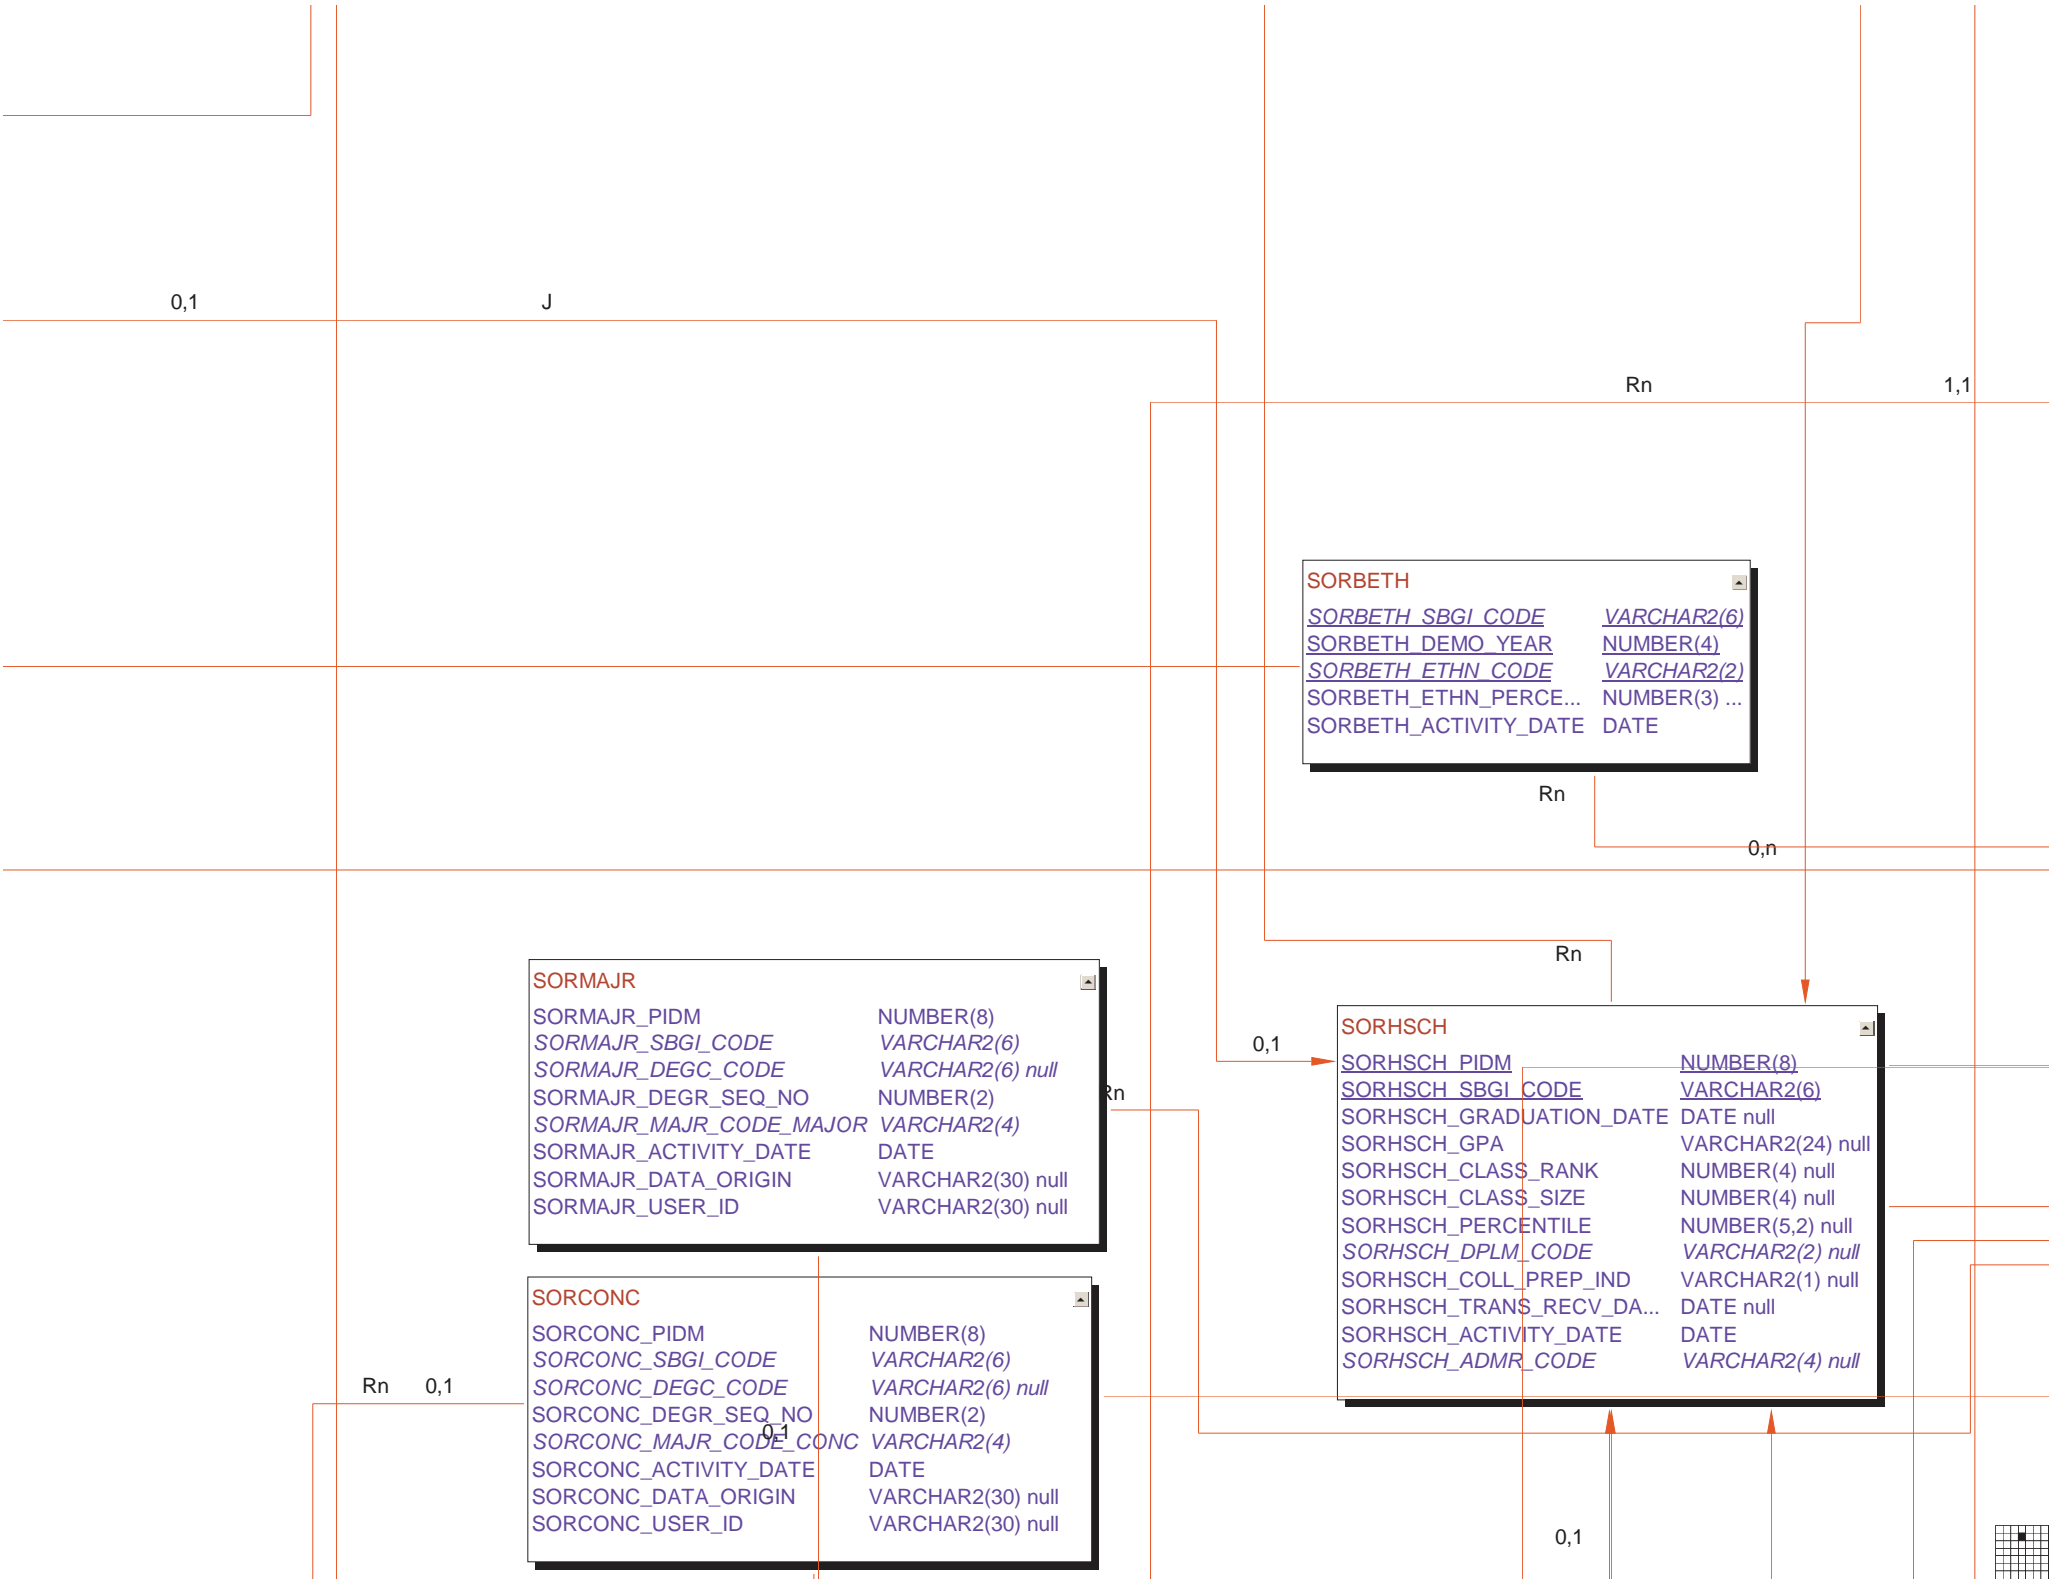 0,1 J
Rn 1,1
SORBETH
SORBETH_SBGI_CODE VARCHAR2(6)
SORBETH_DEMO_YEAR NUMBER(4)
SORBETH_ETHN_CODE VARCHAR2(2)
SORBETH_ETHN_PERCE... NUMBER(3) ...
SORBETH_ACTIVITY_DATE DATE
Rn
0,n
Rn
SORMAJR
SORMAJR_PIDM NUMBER(8)
SORMAJR_SBGI_CODE VARCHAR2(6)
SORMAJR_DEGC_CODE VARCHAR2(6) null
SORMAJR_DEGR_SEQ_NO NUMBER(2)
SORMAJR_MAJR_CODE_MAJOR VARCHAR2(4)
SORMAJR_ACTIVITY_DATE DATE
SORMAJR_DATA_ORIGIN VARCHAR2(30) null
SORMAJR_USER_ID VARCHAR2(30) null
Rn
0,1
SORHSCH
SORHSCH_PIDM NUMBER(8)
SORHSCH_SBGI_CODE VARCHAR2(6)
SORHSCH_GRADUATION_DATE DATE null
SORHSCH_GPA VARCHAR2(24) null
SORHSCH_CLASS_RANK NUMBER(4) null
SORHSCH_CLASS_SIZE NUMBER(4) null
SORHSCH_PERCENTILE NUMBER(5,2) null
SORHSCH_DPLM_CODE VARCHAR2(2) null
SORHSCH_COLL_PREP_IND VARCHAR2(1) null
SORHSCH_TRANS_RECV_DA... DATE null
SORHSCH_ACTIVITY_DATE DATE
SORHSCH_ADMR_CODE VARCHAR2(4) null
SORCONC
SORCONC_PIDM NUMBER(8)
SORCONC_SBGI_CODE VARCHAR2(6)
SORCONC_DEGC_CODE VARCHAR2(6) null
SORCONC_DEGR_SEQ_NO NUMBER(2)
SORCONC_MAJR_CODE_CONC VARCHAR2(4)
SORCONC_ACTIVITY_DATE DATE
SORCONC_DATA_ORIGIN VARCHAR2(30) null
SORCONC_USER_ID VARCHAR2(30) null
Rn 0,1
0,1
0,1